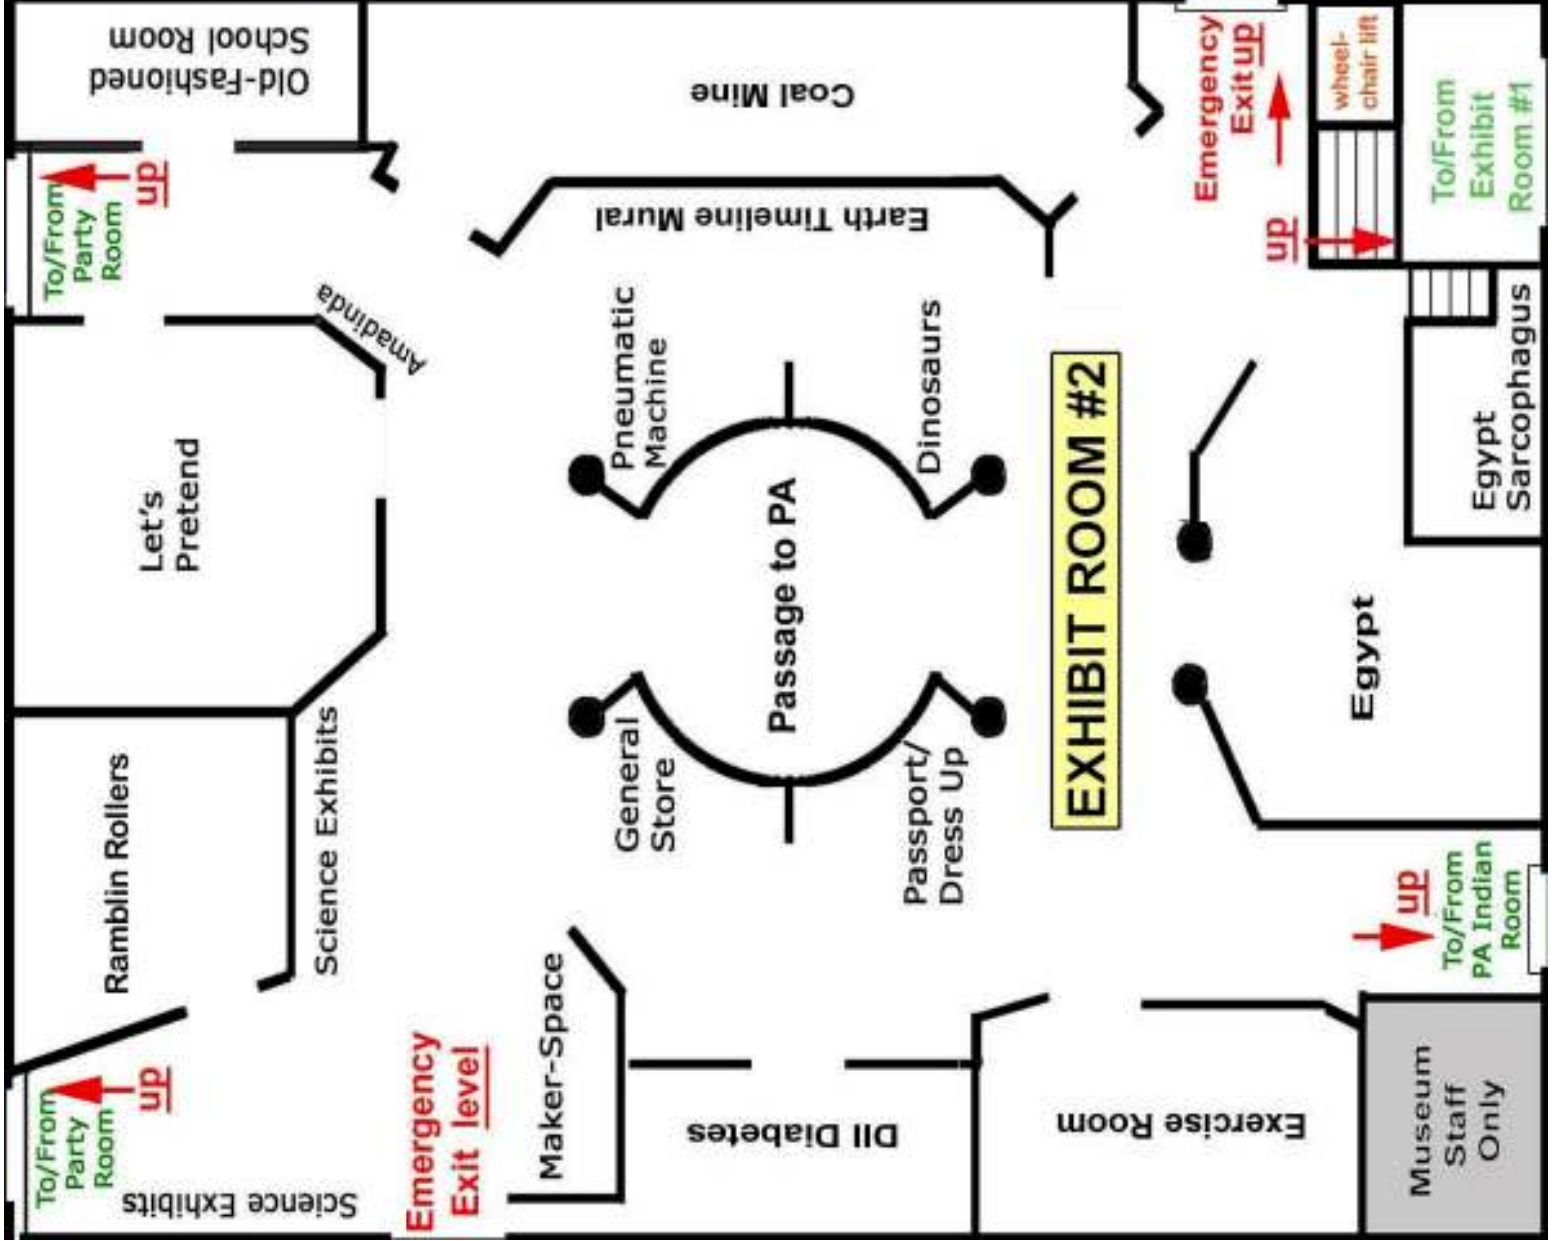 Old-Fashioned
School Room
Coal Mine
Emergency
Exit up
wheel-
chair lift
To/From
Exhibit
Room #1
up
To/From
Party
Room
up
Earth Timeline Mural
Amadinda
Pneumatic
Machine
Dinosaurs
Egypt
Sarcophagus
Let's
Pretend
Passage to PA
EXHIBIT ROOM #2
Egypt
Ramblin Rollers
Science Exhibits
General
Store
Passport/
Dress Up
up
To/From
PA Indian
Room
To/From
Party
Room
up
Science Exhibits
Emergency
Exit level
Maker-Space
DII Diabetes
Exercise Room
Museum
Staff
Only